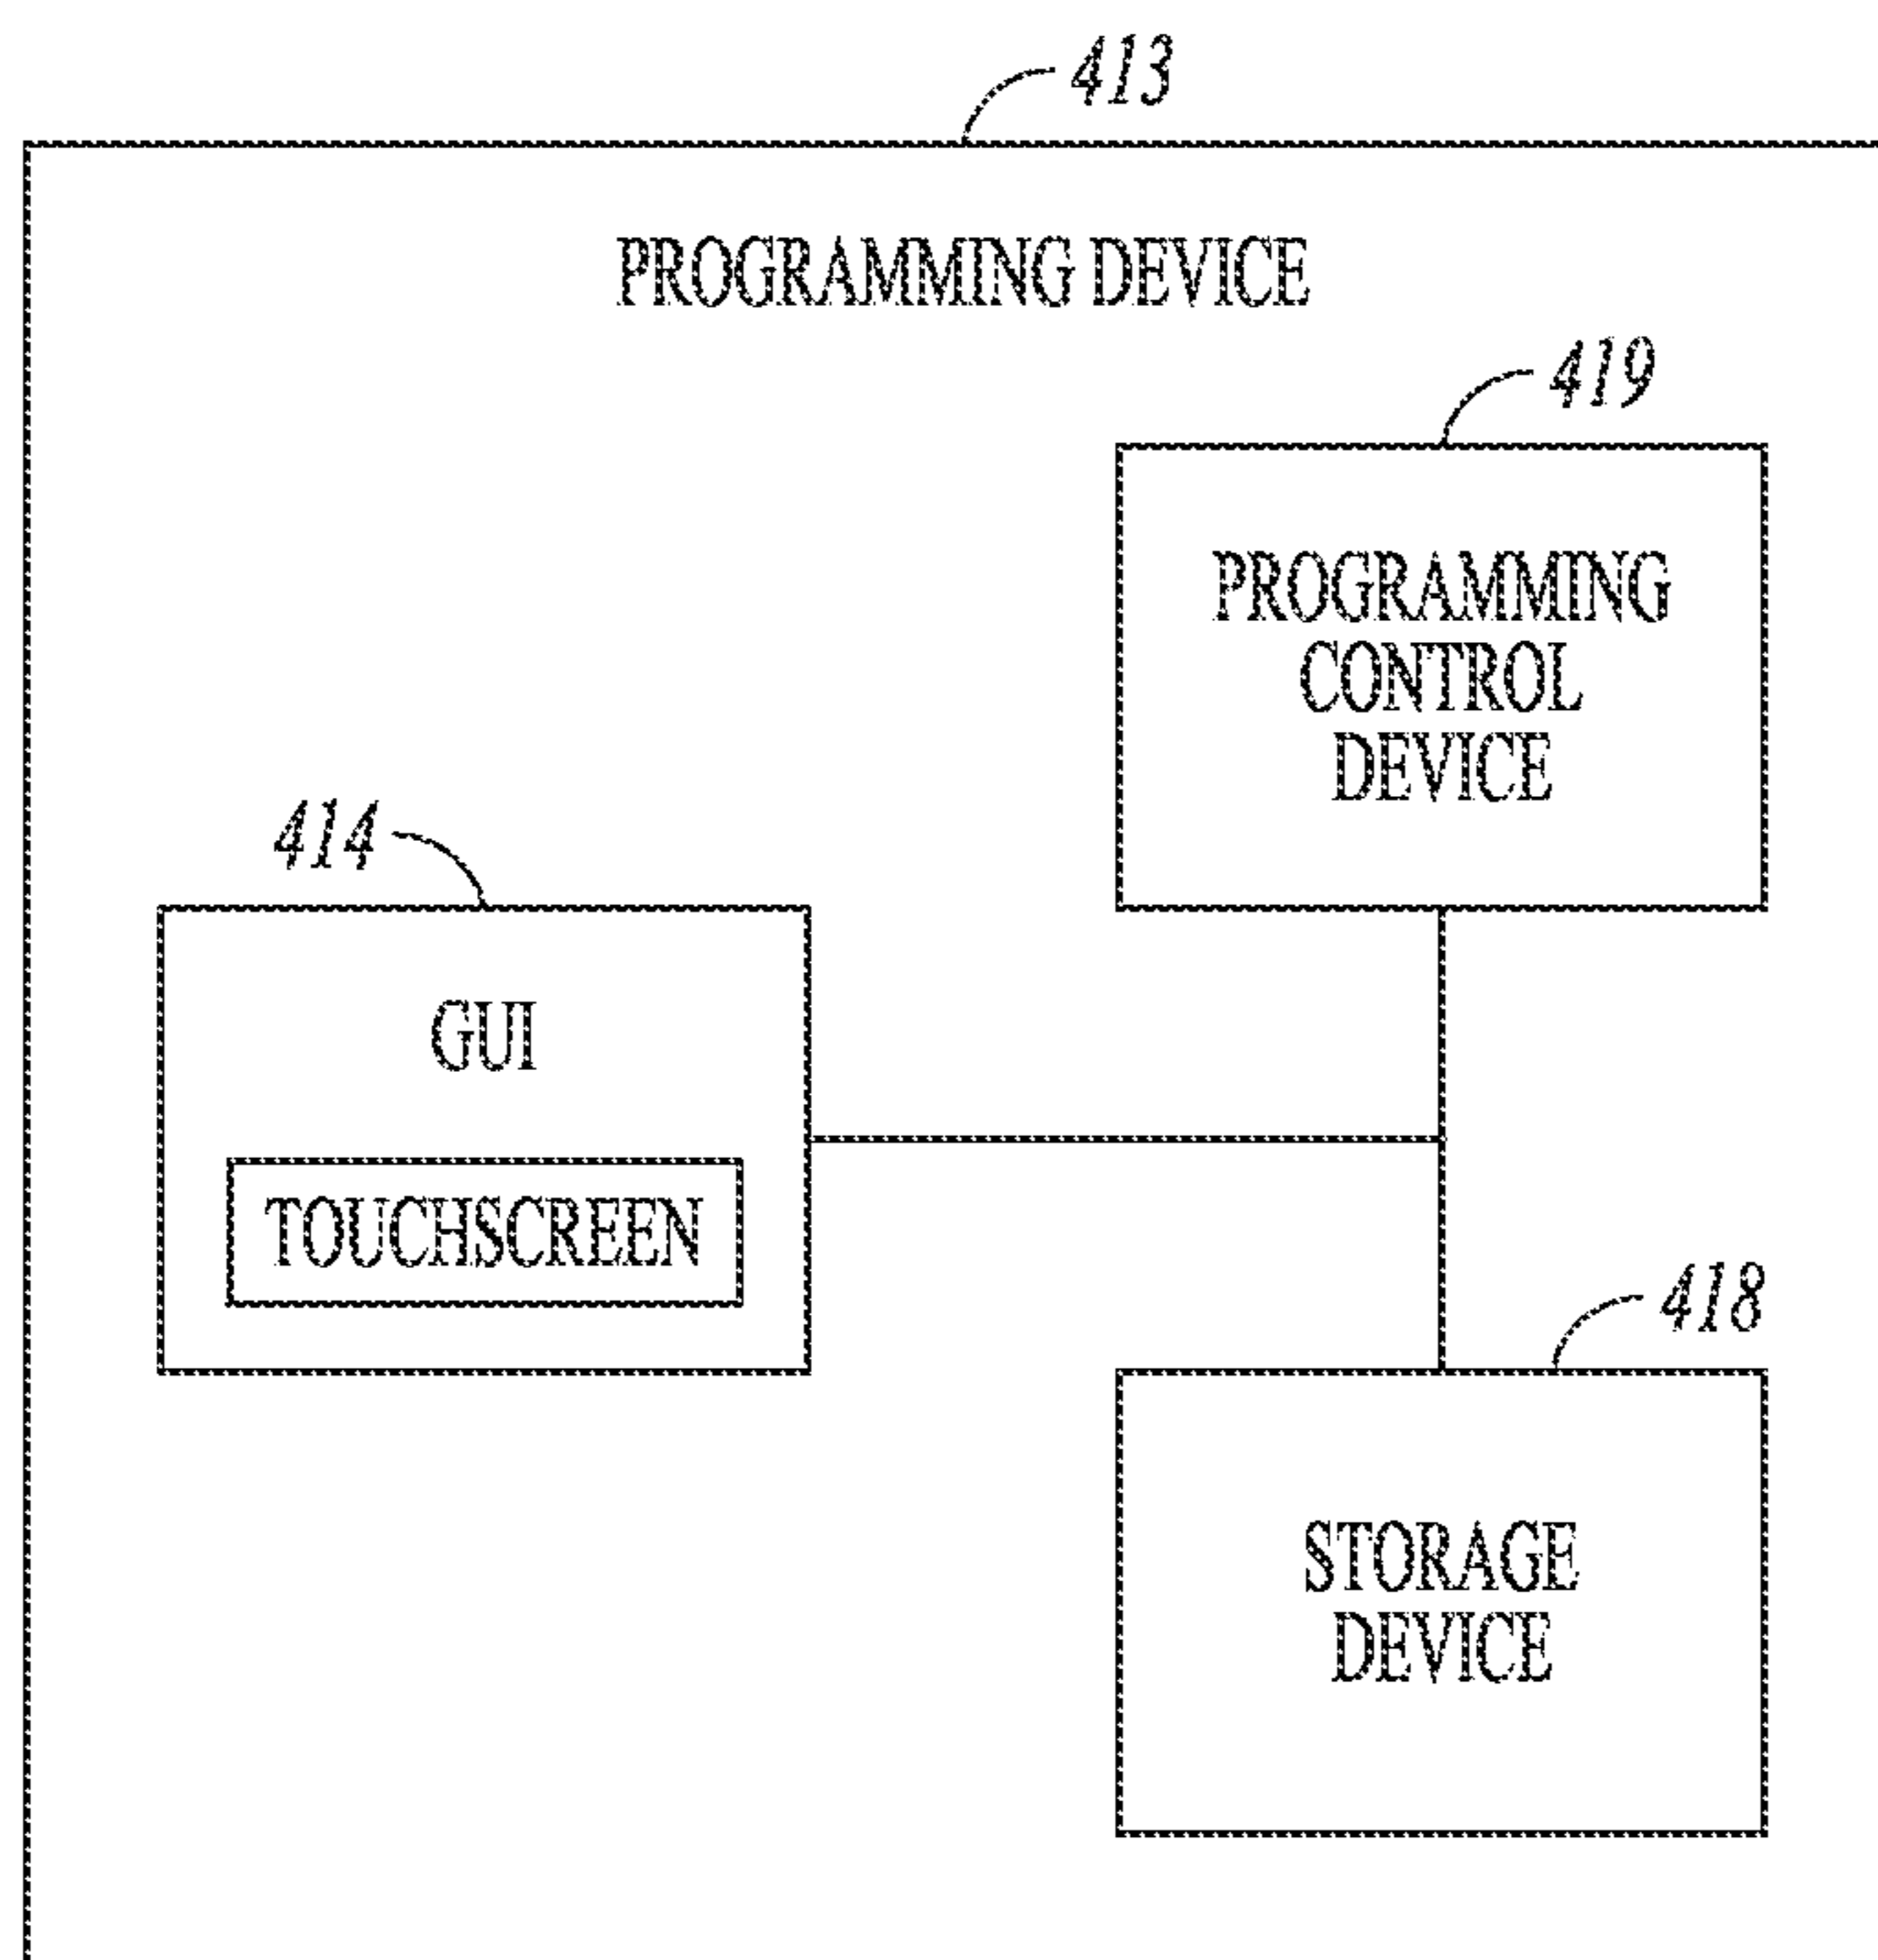 413
PROGRAMMING DEVICE
419
PROGRAMMING
CONTROL
DEVICE
414
GUI
TOUCHSCREEN
418
STORAGE
DEVICE